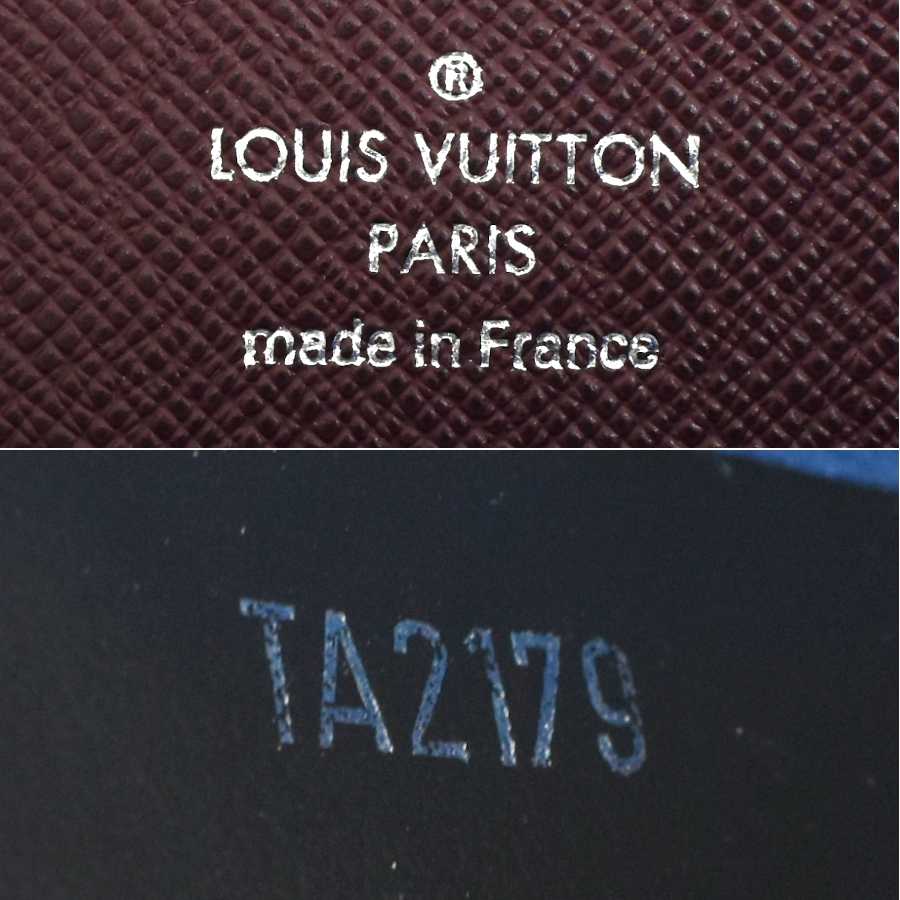 ®
LOUIS VUITTON
PARIS
made in France
TA2179